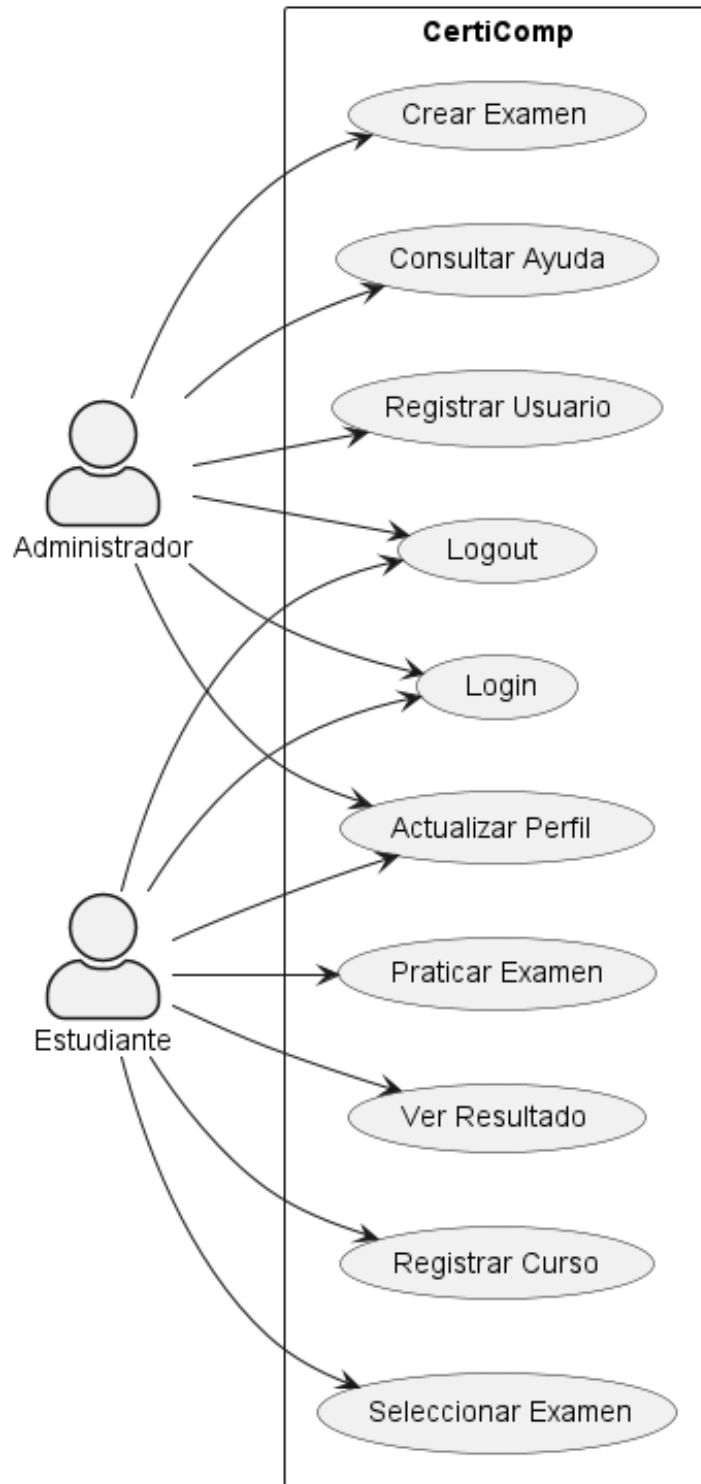 CertiComp
Crear Examen
Consultar Ayuda
Registrar Usuario
Logout
Administrador
Login
Actualizar Perfil
Praticar Examen
Estudiante
Ver Resultado
Registrar Curso
Seleccionar Examen